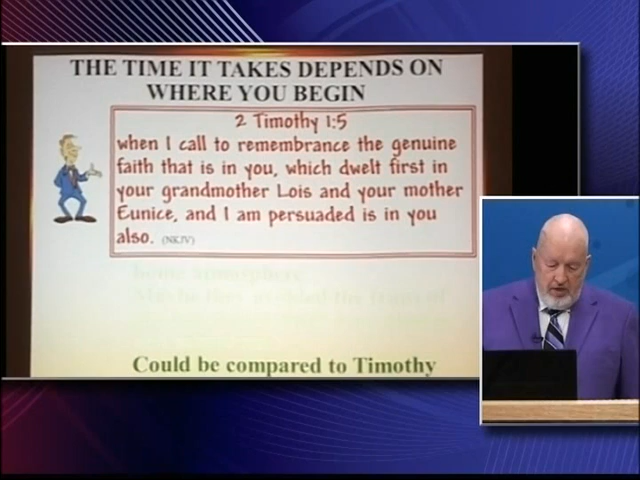 THE TIME IT TAKES DEPENDS ON
WHERE YOU BEGIN
2 Timothy 1:5
when I call to remembrance the genuine
faith that is in you, which dwelt first in
your grandmother Lois and your mother
Eunice, and I am persuaded is in you
also. (NKJV)
home atmosphere
Could be compared to Timothy